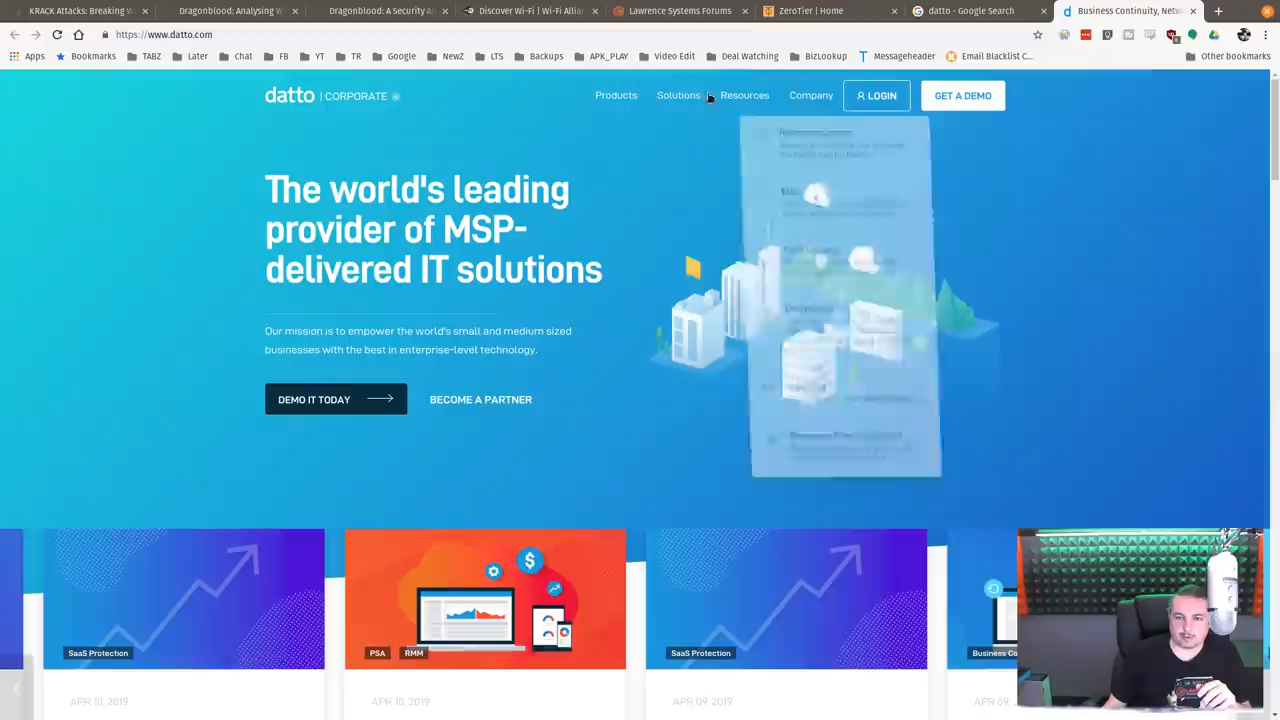 KRACK Attacks: Breaking
Dragonblood: Analysing W
Dragonblood: A Security A
Discover Wi-Fi | Wi-Fi Allian
Lawrence Systems Forums
ZeroTier | Home
datto - Google Search
Business Continuity, Netw
https://www.datto.com
Apps
Bookmarks
TABZ
Later
Chat
FB
YT
TR
Google
NewZ
LTS
Backups
APK_PLAY
Video Edit
Deal Watching
BizLookup
Messageheader
Email Blacklist C...
Other bookmarks
datto | CORPORATE
Products
Solutions
Resources
Company
LOGIN
GET A DEMO
The world's leading
provider of MSP-
delivered IT solutions
Our mission is to empower the world's small and medium sized
businesses with the best in enterprise-level technology.
DEMO IT TODAY
BECOME A PARTNER
SaaS Protection
PSA
RMM
SaaS Protection
Business Co
APR 10, 2019
APR 10, 2019
APR 09, 2019
APR 09,